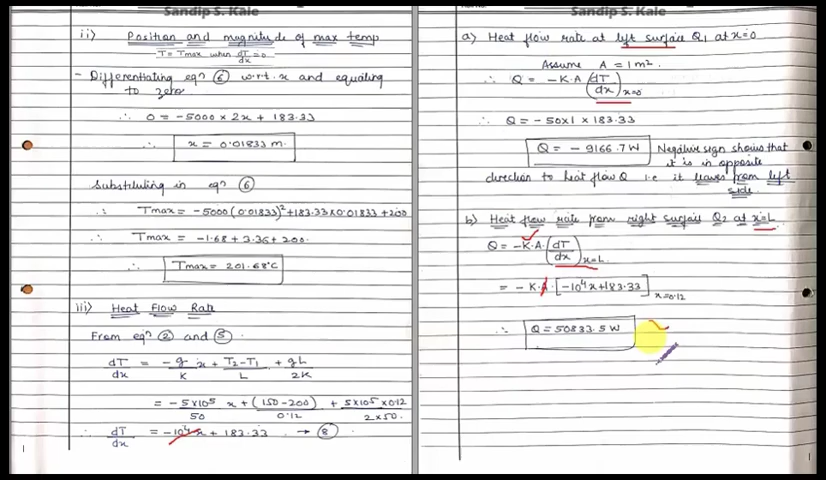 Sandip S. Kale
ii) Position and magnitude of max temp
T = Tmax when dT/dx = 0
- Differentiating eqn ⑥ w.r.t. x and equating
to zero
∴ 0 = -5000 × 2x + 183.33
∴ x = 0.01833 m.
Substituting in eqn ⑥
∴ Tmax = -5000 (0.01833)² + 183.33×0.01833 + 200
∴ Tmax = -1.68 + 3.36 + 200.
∴ Tmax = 201.68°C
iii) Heat Flow Rate
From eqn ② and ⑤
dT/dx = -g/K x + T2-T1/L + gL/2K
= -5×10⁵/50 x + (150-200)/0.12 + 5×10⁵×0.12/2×50.
∴ dT/dx = -10⁴x + 183.33 → ⑧
Sandip S. Kale
a) Heat flow rate at left surface Q1 at x=0
Assume A = 1m².
∴ Q = -K.A (dT/dx)x=0
∴ Q = -50×1 × 183.33
Q = -9166.7W Negative sign shows that
it is in opposite
direction to heat flow Q i.e it leaves from left
side.
b) Heat flow rate from right surface Q2 at x=L
Q = -K.A. (dT/dx)x=L
= -K.A. [-10⁴x+183.33]x=0.12
∴ Q = 50833.5W